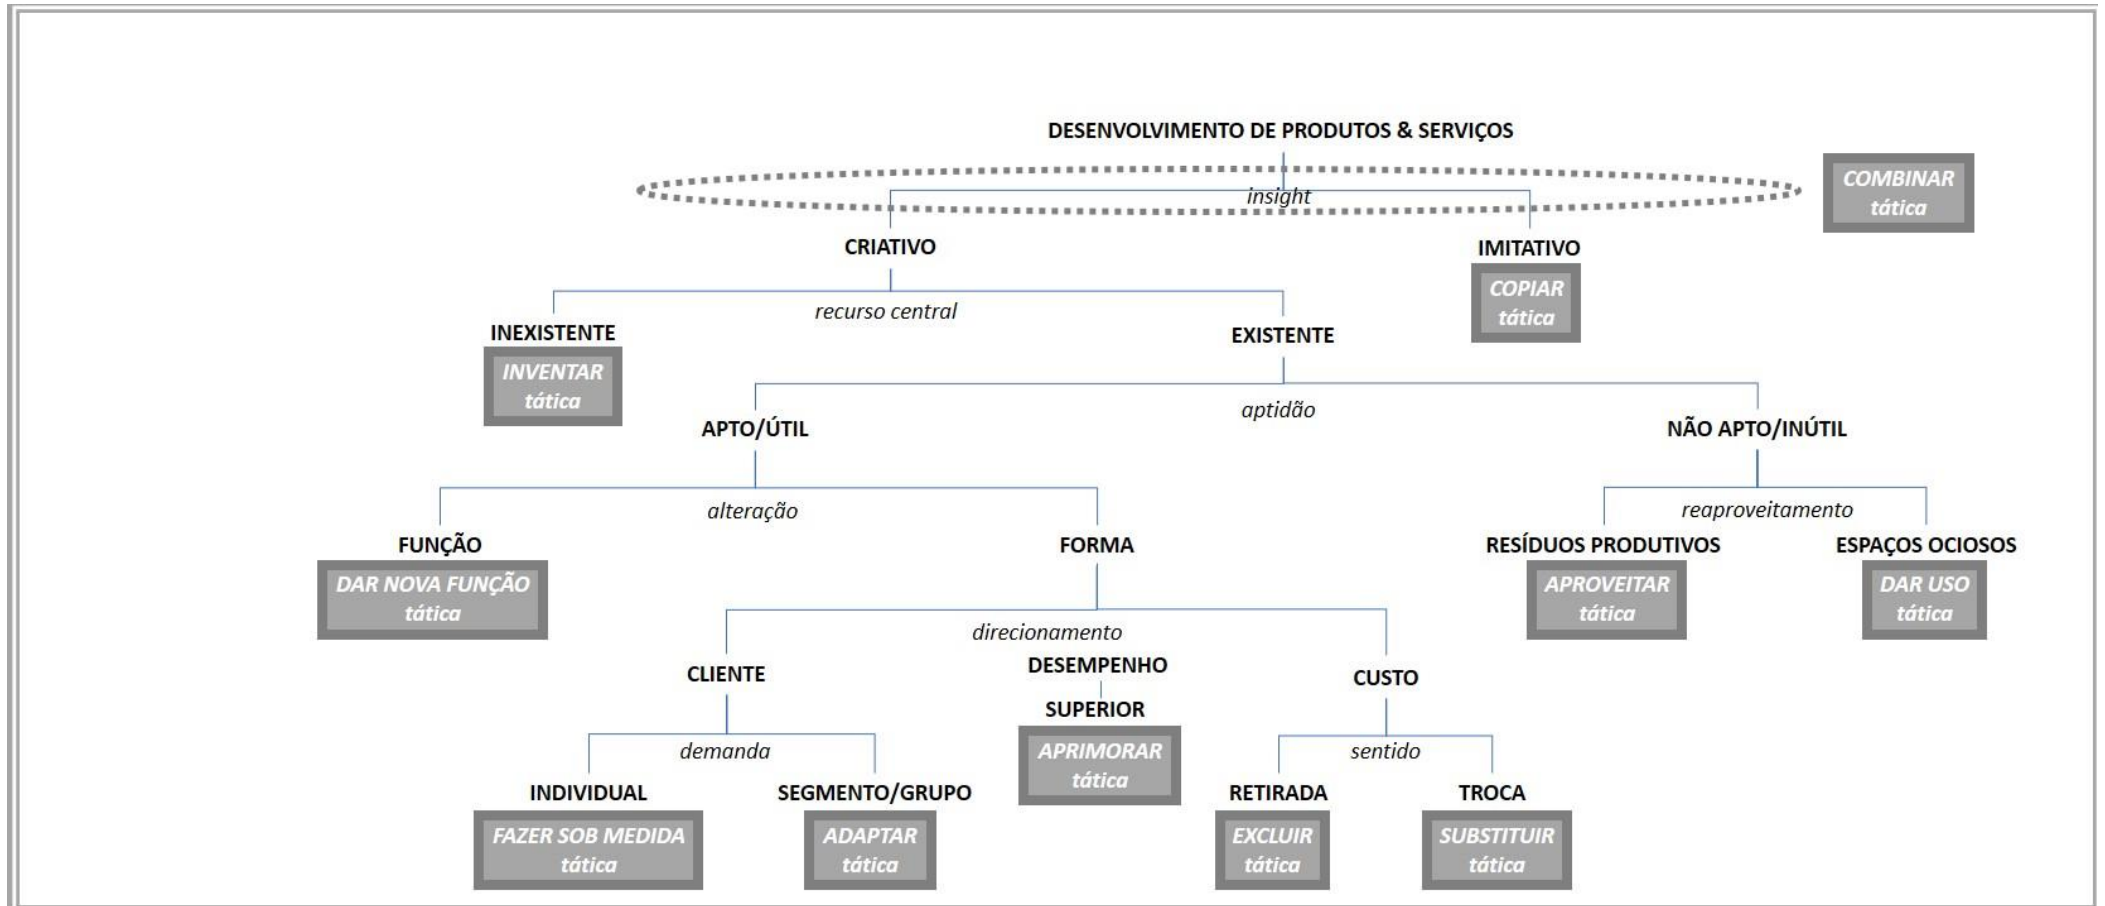 DESENVOLVIMENTO DE PRODUTOS & SERVIÇOS
COMBINAR
tática
insight
CRIATIVO
IMITATIVO
COPIAR
tática
recurso central
INEXISTENTE
INVENTAR
tática
EXISTENTE
aptidão
APTO/ÚTIL
NÃO APTO/INÚTIL
alteração
reaproveitamento
FUNÇÃO
DAR NOVA FUNÇÃO
tática
FORMA
RESÍDUOS PRODUTIVOS
APROVEITAR
tática
ESPAÇOS OCIOSOS
DAR USO
tática
direcionamento
CLIENTE
DESEMPENHO
SUPERIOR
APRIMORAR
tática
CUSTO
demanda
sentido
INDIVIDUAL
FAZER SOB MEDIDA
tática
SEGMENTO/GRUPO
ADAPTAR
tática
RETIRADA
EXCLUIR
tática
TROCA
SUBSTITUIR
tática